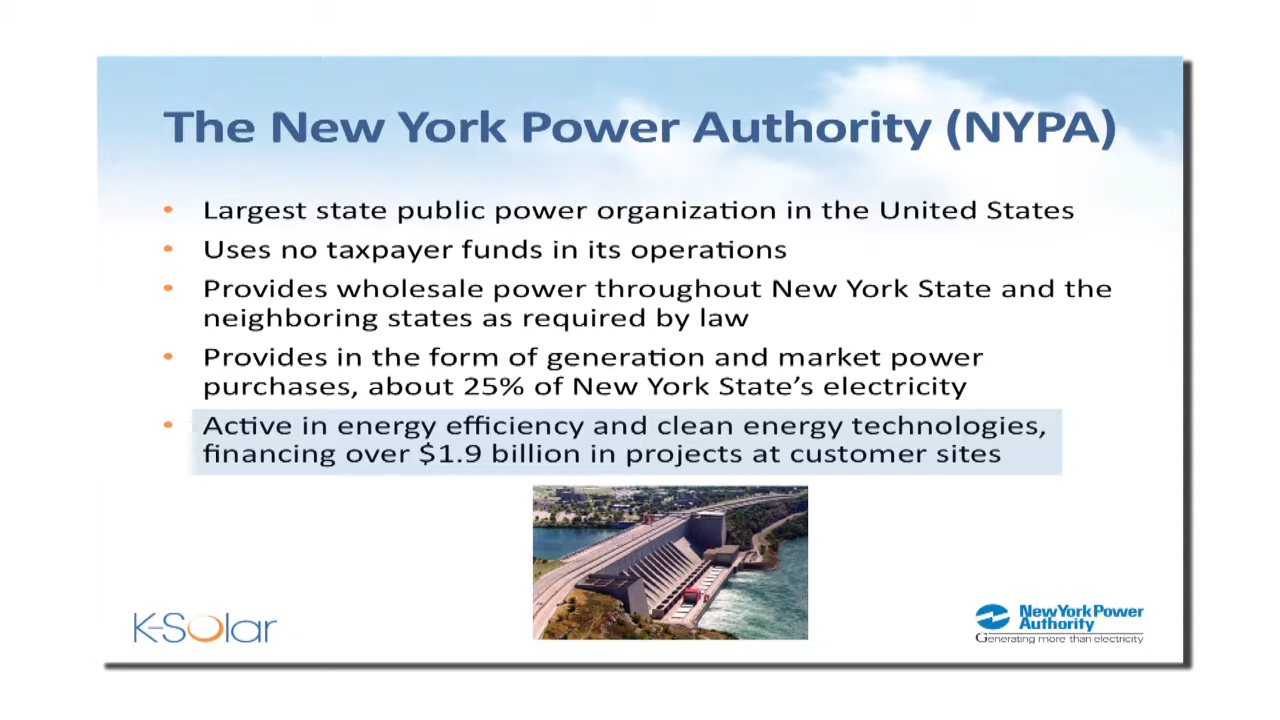 The New York Power Authority (NYPA)
• Largest state public power organization in the United States
• Uses no taxpayer funds in its operations
• Provides wholesale power throughout New York State and the
neighboring states as required by law
• Provides in the form of generation and market power
purchases, about 25% of New York State’s electricity
• Active in energy efficiency and clean energy technologies,
financing over $1.9 billion in projects at customer sites
K-Solar
NewYorkPower
Authority
Generating more than electricity